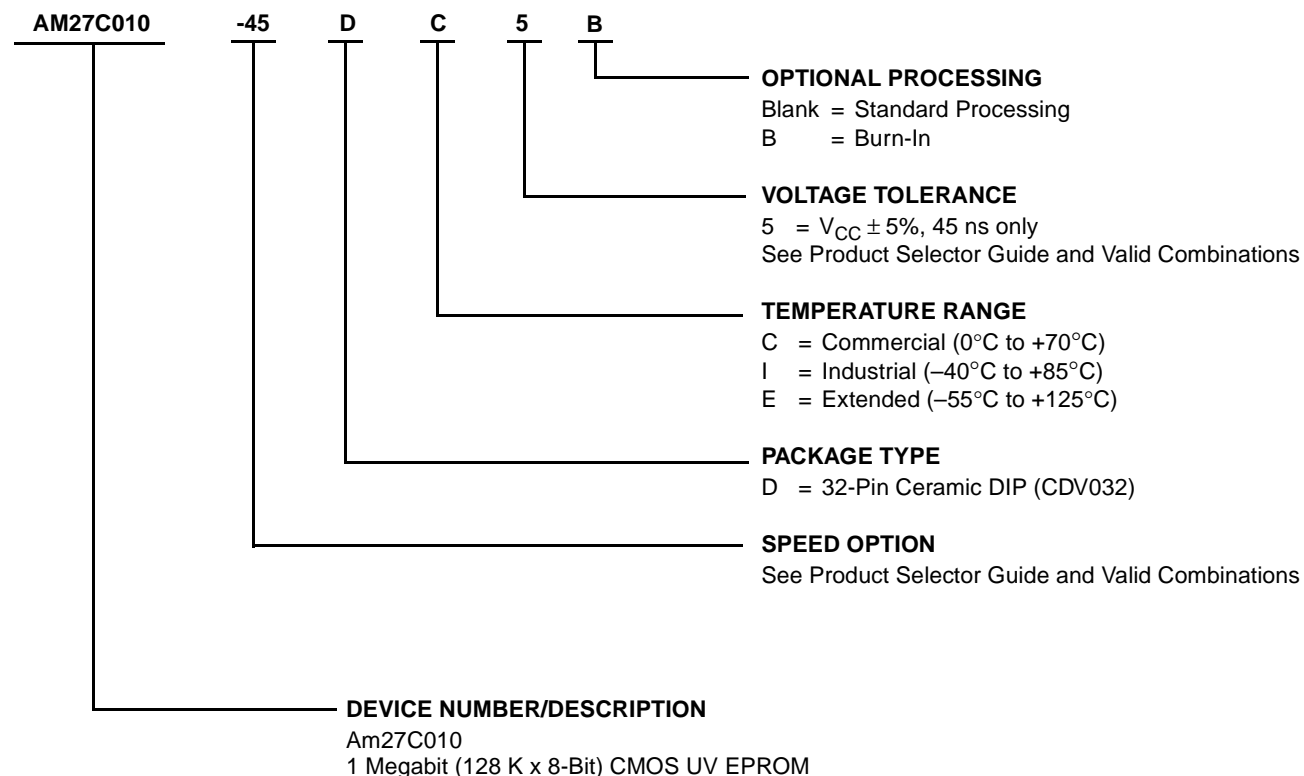 AM27C010 -45 D C 5 B
OPTIONAL PROCESSING
Blank = Standard Processing
B = Burn-In
VOLTAGE TOLERANCE
5 = VCC ± 5%, 45 ns only
See Product Selector Guide and Valid Combinations
TEMPERATURE RANGE
C = Commercial (0°C to +70°C)
I = Industrial (–40°C to +85°C)
E = Extended (–55°C to +125°C)
PACKAGE TYPE
D = 32-Pin Ceramic DIP (CDV032)
SPEED OPTION
See Product Selector Guide and Valid Combinations
DEVICE NUMBER/DESCRIPTION
Am27C010
1 Megabit (128 K x 8-Bit) CMOS UV EPROM